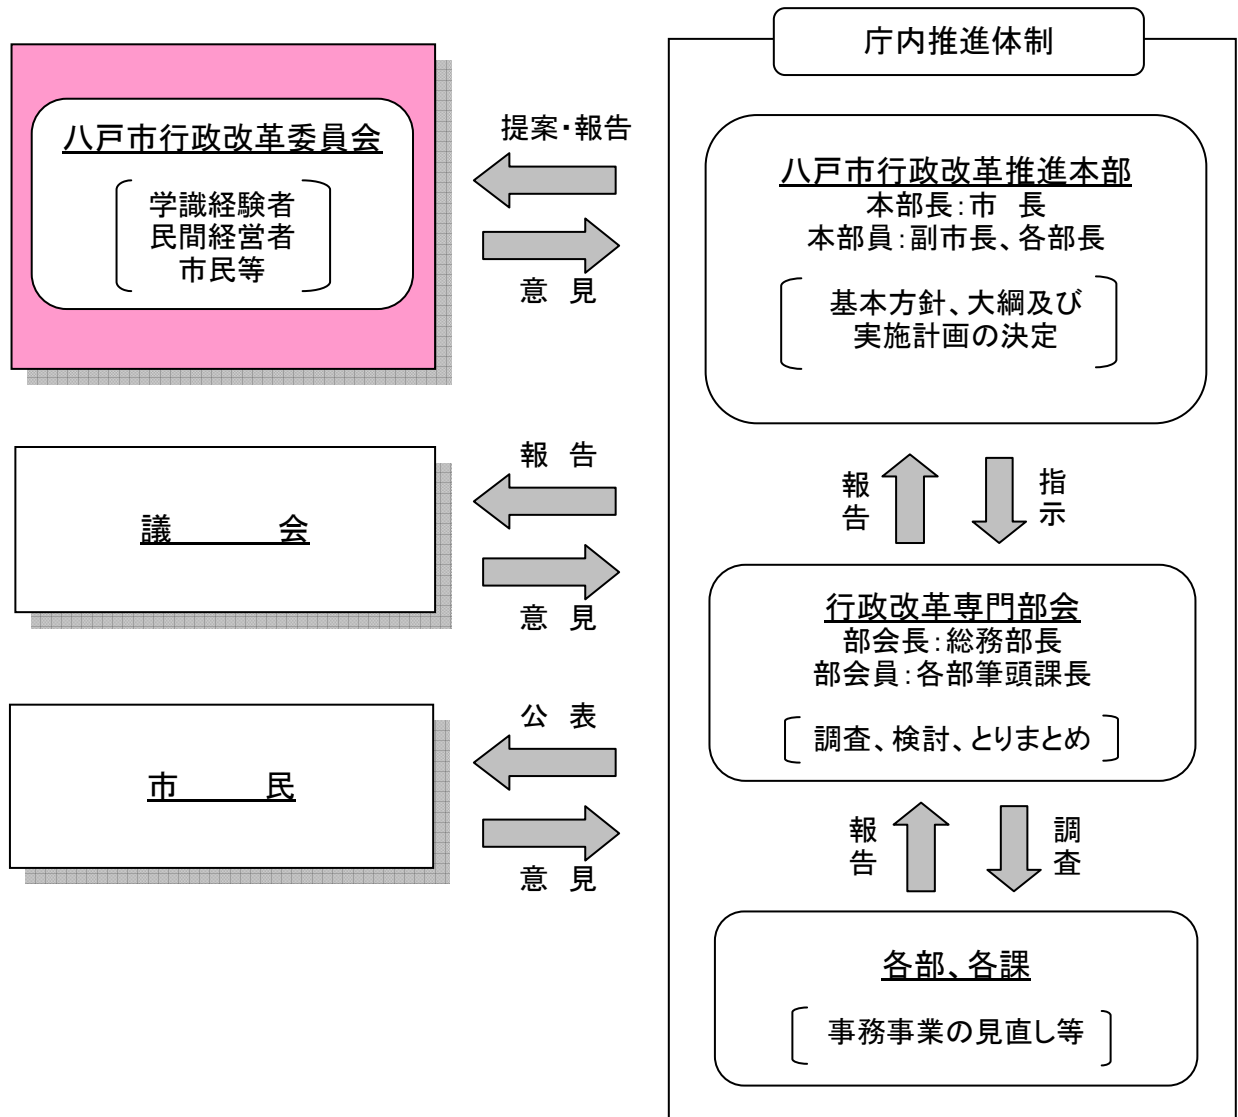 八戸市行政改革委員会
学識経験者
民間経営者
市民等
提案・報告
意　見
議　　　会
報　告
意　見
市　　　民
公　表
意　見
庁内推進体制
八戸市行政改革推進本部
本部長：市　長
本部員：副市長、各部長
基本方針、大綱及び
実施計画の決定
報告
指示
行政改革専門部会
部会長：総務部長
部会員：各部筆頭課長
調査、検討、とりまとめ
報告
調査
各部、各課
事務事業の見直し等